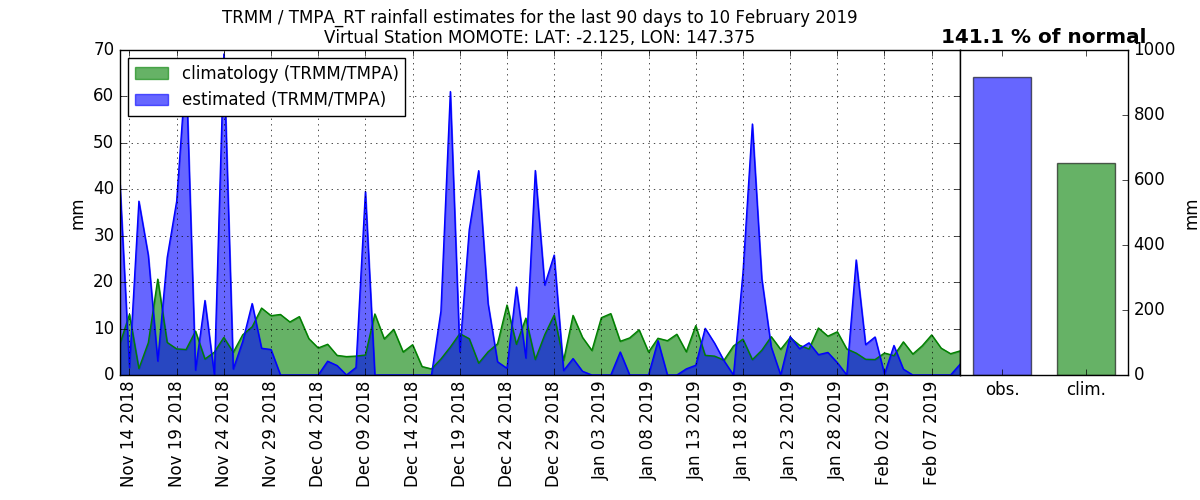 TRMM / TMPA_RT rainfall estimates for the last 90 days to 10 February 2019
Virtual Station MOMOTE: LAT: -2.125, LON: 147.375
141.1 % of normal
climatology (TRMM/TMPA)
estimated (TRMM/TMPA)
70
60
50
40
30
20
10
0
mm
1000
800
600
400
200
0
mm
Nov 14 2018
Nov 19 2018
Nov 24 2018
Nov 29 2018
Dec 04 2018
Dec 09 2018
Dec 14 2018
Dec 19 2018
Dec 24 2018
Dec 29 2018
Jan 03 2019
Jan 08 2019
Jan 13 2019
Jan 18 2019
Jan 23 2019
Jan 28 2019
Feb 02 2019
Feb 07 2019
obs.
clim.